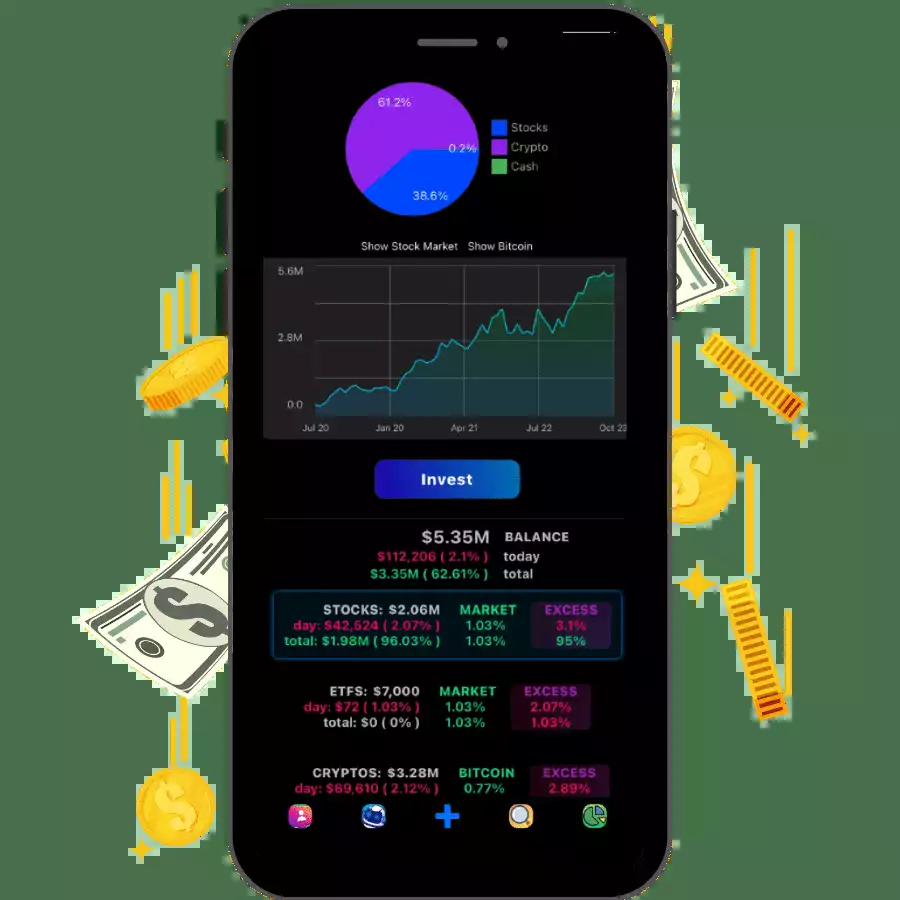 61.2%
0.2%
38.6%
Stocks
Crypto
Cash
Show Stock Market Show Bitcoin
5.6M
2.8M
0.0
Jul 20 Jan 20 Apr 21 Jul 22 Oct 23
Invest
$5.35M BALANCE
$112,206 ( 2.1% ) today
$3.35M ( 62.61% ) total
STOCKS: $2.06M MARKET EXCESS
day: $42,524 ( 2.07% ) 1.03% 3.1%
total: $1.98M ( 96.03% ) 1.03% 95%
ETFS: $7,000 MARKET EXCESS
day: $72 ( 1.03% ) 1.03% 2.07%
total: $0 ( 0% ) 1.03% 1.03%
CRYPTOS: $3.28M BITCOIN EXCESS
day: $69,610 ( 2.12% ) 0.77% 2.89%